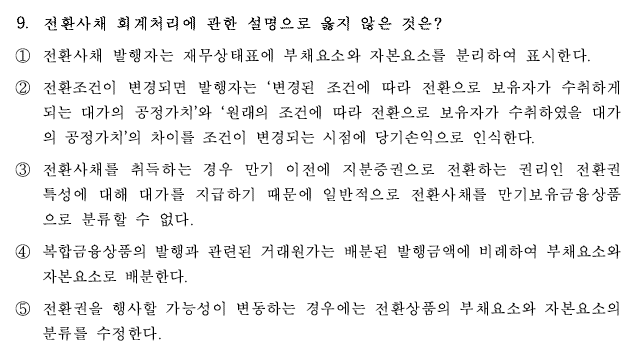 9. 전환사채 회계처리에 관한 설명으로 옳지 않은 것은?
① 전환사채 발행자는 재무상태표에 부채요소와 자본요소를 분리하여 표시한다.
② 전환조건이 변경되면 발행자는 '변경된 조건에 따라 전환으로 보유자가 수취하게
되는 대가의 공정가치'와 '원래의 조건에 따라 전환으로 보유자가 수취하였을 대가
의 공정가치'의 차이를 조건이 변경되는 시점에 당기손익으로 인식한다.
③ 전환사채를 취득하는 경우 만기 이전에 지분증권으로 전환하는 권리인 전환권
특성에 대해 대가를 지급하기 때문에 일반적으로 전환사채를 만기보유금융상품
으로 분류할 수 없다.
④ 복합금융상품의 발행과 관련된 거래원가는 배분된 발행금액에 비례하여 부채요소와
자본요소로 배분한다.
⑤ 전환권을 행사할 가능성이 변동하는 경우에는 전환상품의 부채요소와 자본요소의
분류를 수정한다.